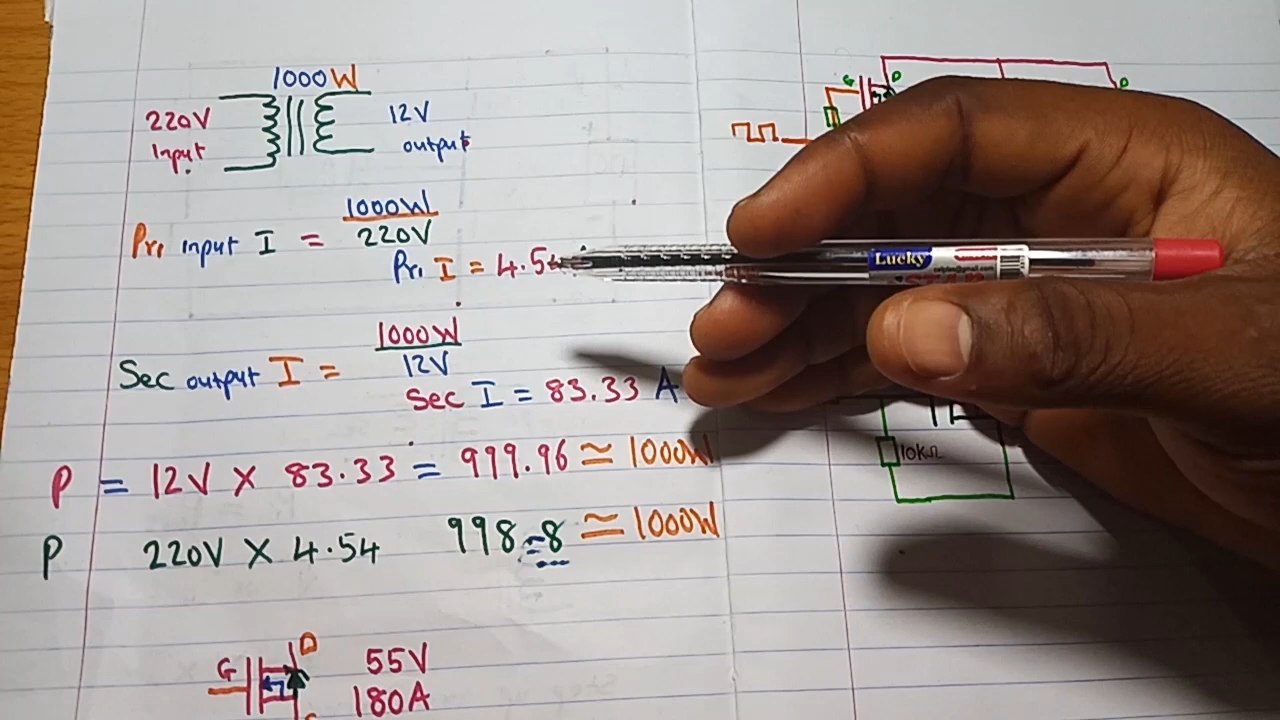 1000W
220V
Input
12V
output
Pri input I = 1000W
220V
Pri I = 4.54
Sec output I = 1000W
12V
Sec I = 83.33 A
P = 12V X 83.33 = 999.96 ≃ 1000W
P 220V X 4.54 998.8 ≃ 1000W
G D
55V
180A
G D
D
10KΩ
Lucky